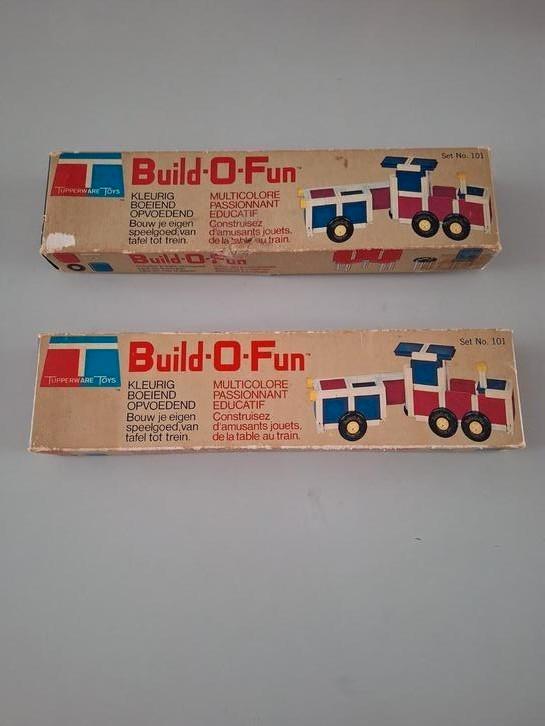 Build-O-Fun™
Set No. 101
TUPPERWARE TOYS
KLEURIG
BOEIEND
OPVOEDEND
Bouw je eigen
speelgoed,van
tafel tot trein.
MULTICOLORE
PASSIONNANT
EDUCATIF
Construisez
d'amusants jouets.
de la table au train.
Build-O-Fun
Build-O-Fun™
Set No. 101
TUPPERWARE TOYS
KLEURIG
BOEIEND
OPVOEDEND
Bouw je eigen
speelgoed,van
tafel tot trein.
MULTICOLORE
PASSIONNANT
EDUCATIF
Construisez
d'amusants jouets.
de la table au train.